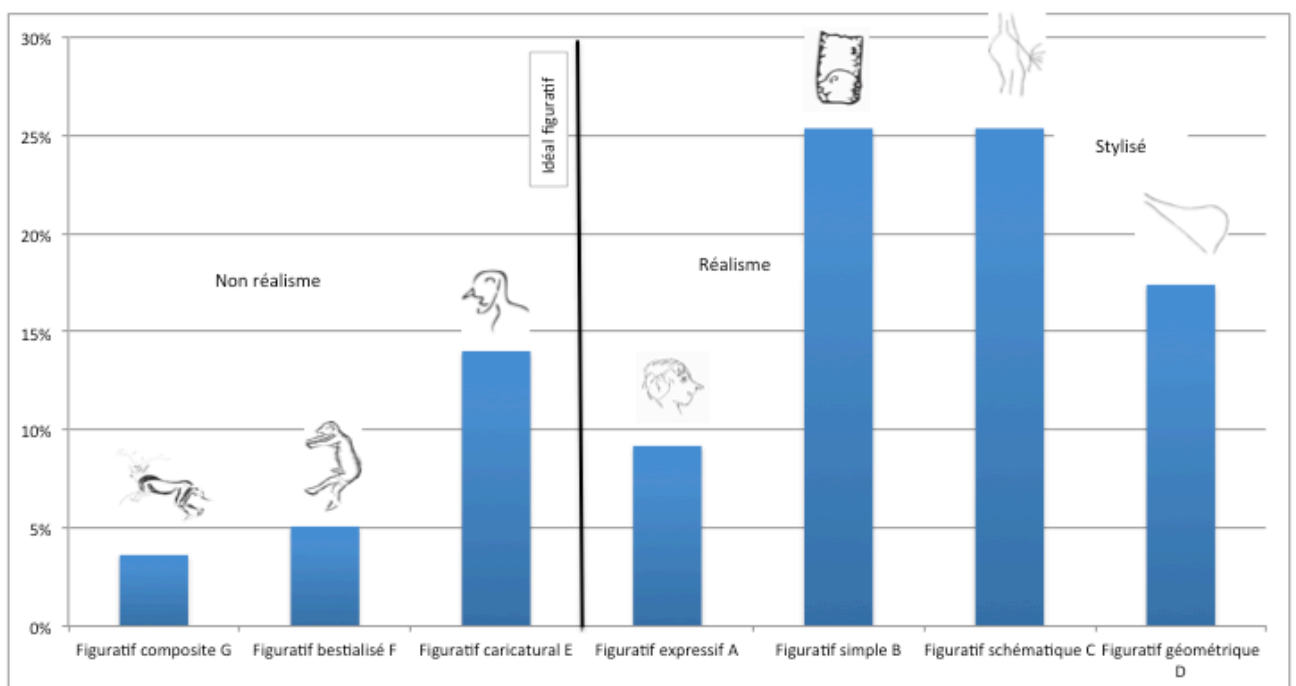 30%
25%
20%
15%
10%
5%
0%
Idéal figuratif
Stylisé
Réalisme
Non réalisme
Figuratif composite G
Figuratif bestialisé F
Figuratif caricatural E
Figuratif expressif A
Figuratif simple B
Figuratif schématique C
Figuratif géométrique
D